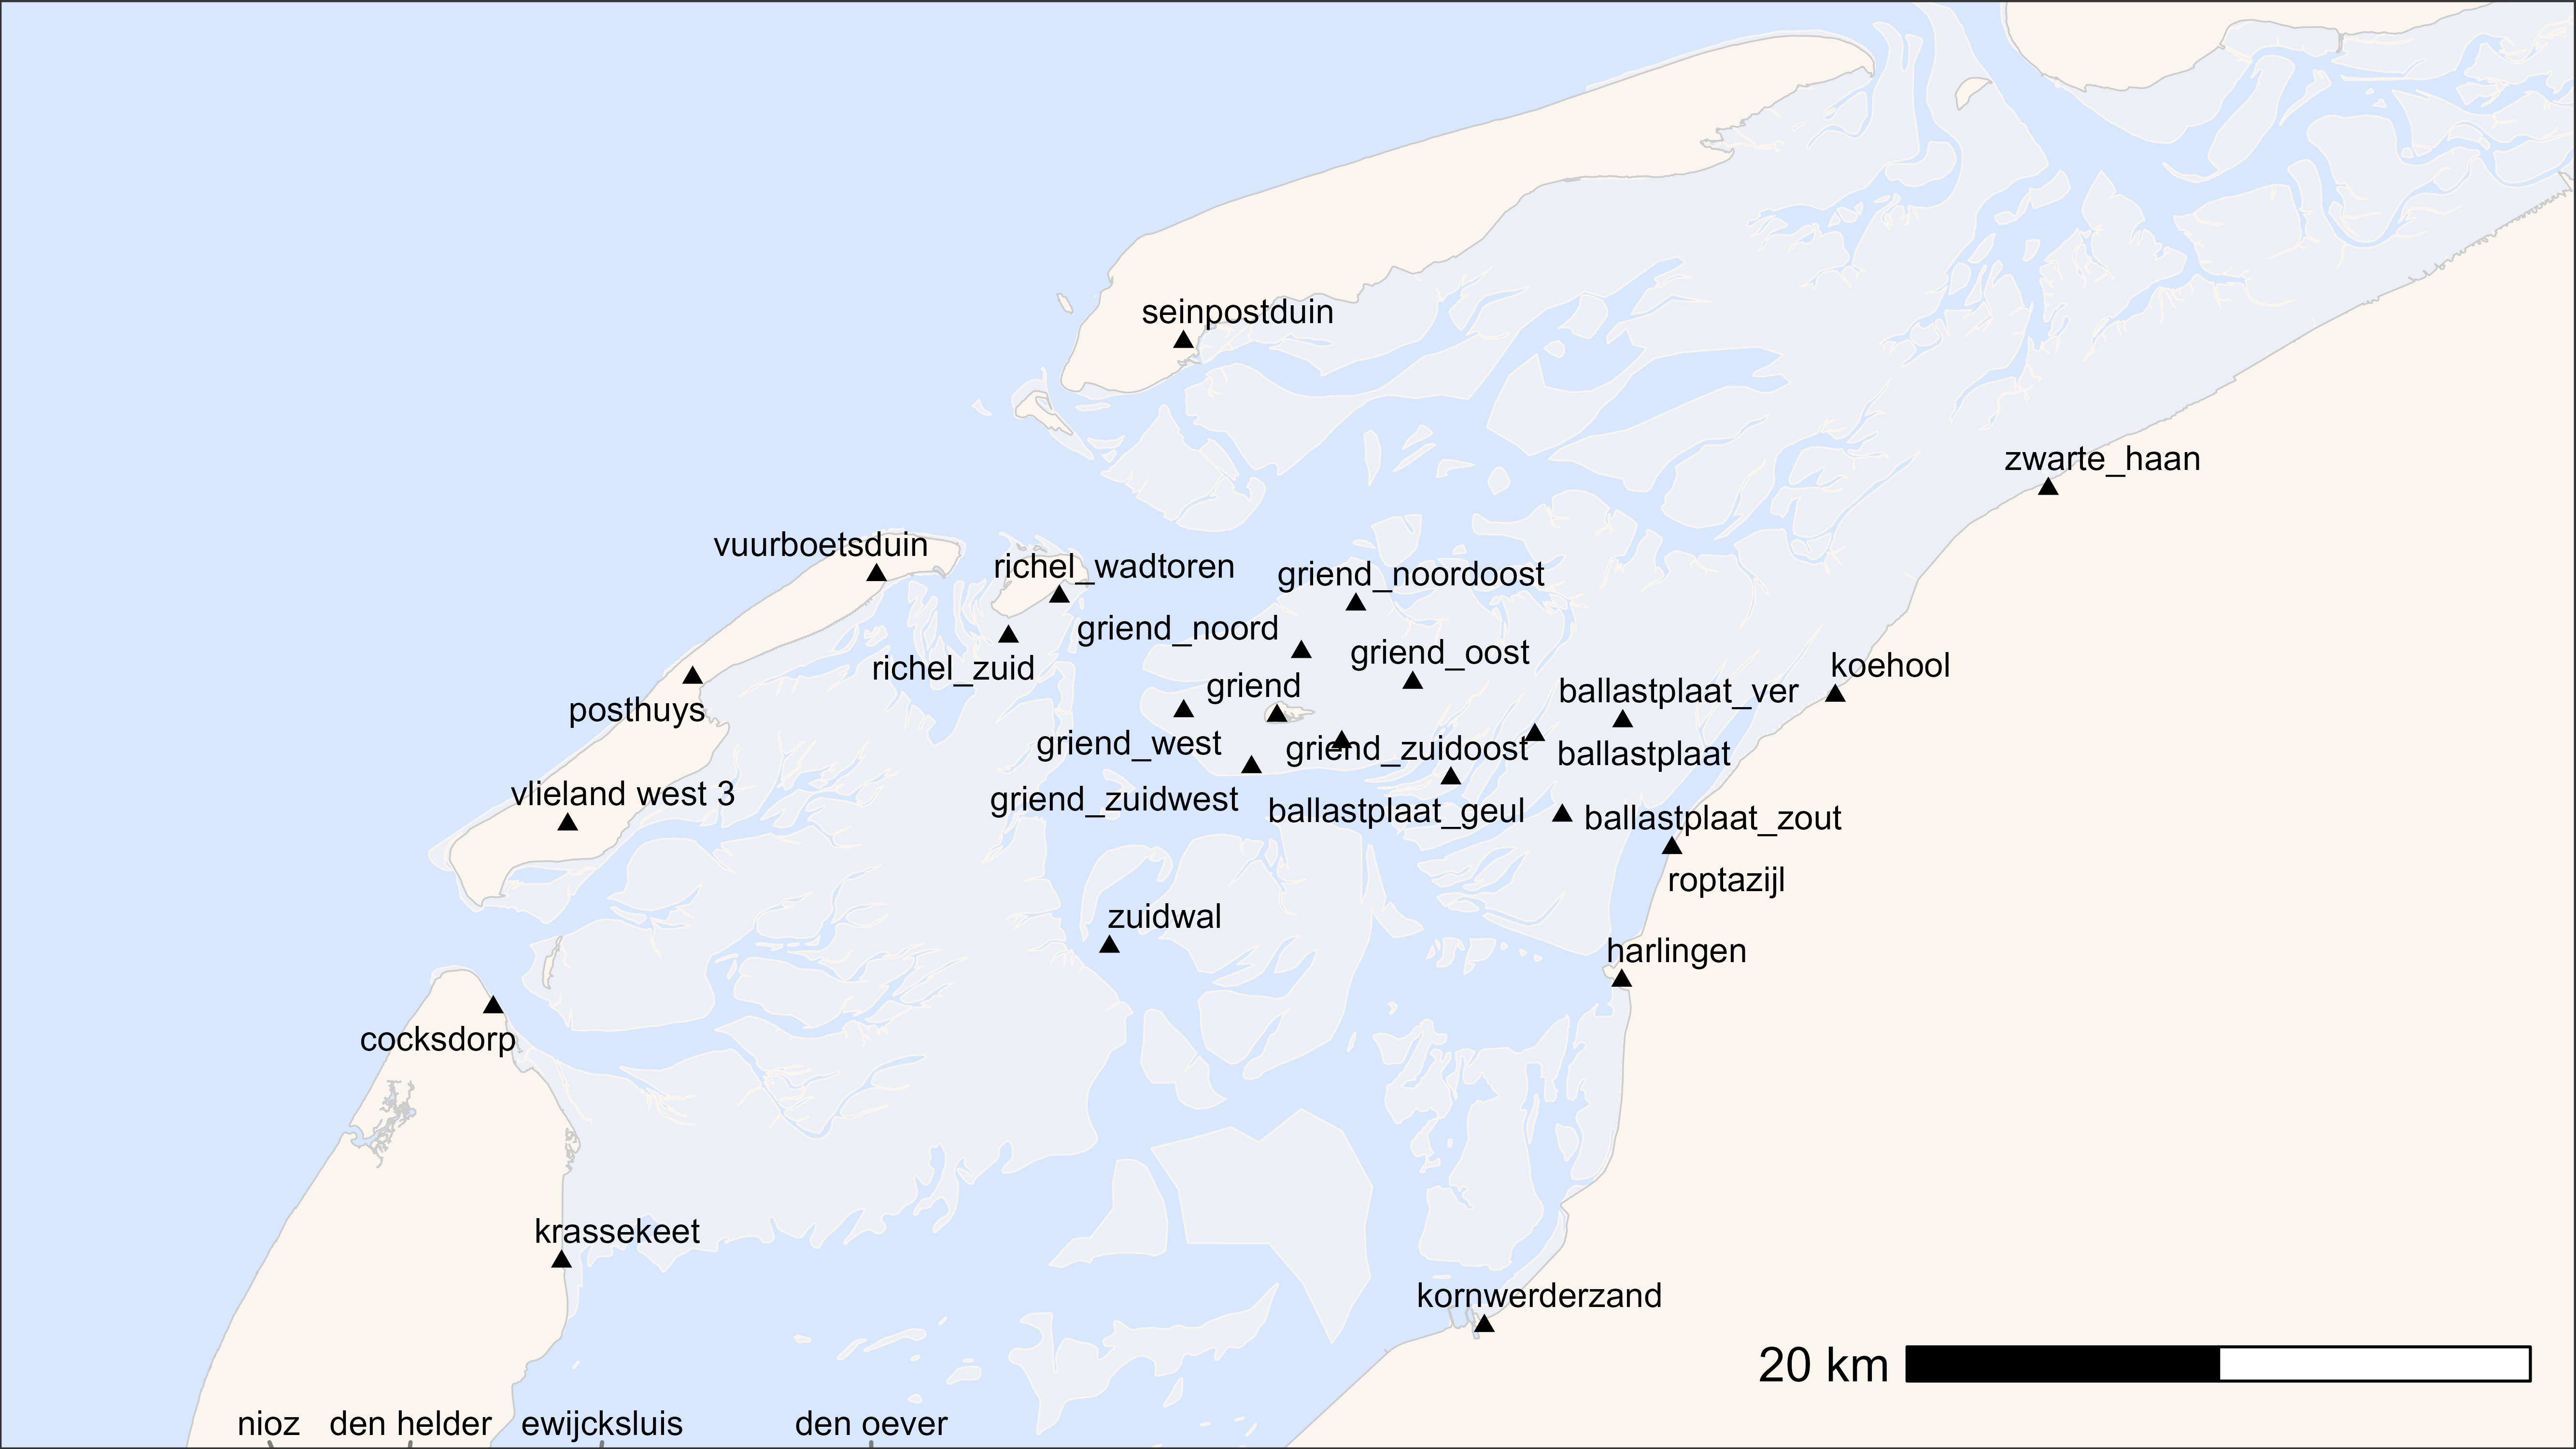 seinpostduin
zwarte_haan
vuurboetsduin
richel_wadtoren
griend_noordoost
griend_noord
griend_oost
richel_zuid
koehool
griend
ballastplaat_ver
posthuys
griend_west
griend_zuidoost
ballastplaat
vlieland west 3
griend_zuidwest
ballastplaat_geul
ballastplaat_zout
roptazijl
zuidwal
harlingen
cocksdorp
krassekeet
kornwerderzand
20 km
nioz
den helder
ewijcksluis
den oever